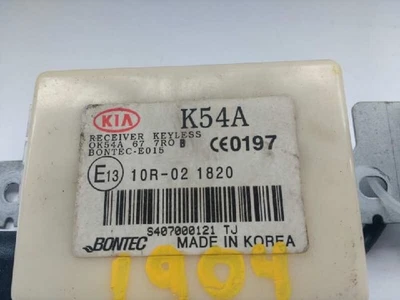 KIA K54A
RECEIVER KEYLESS
OK54A 67 7R0 B
BONTEC-E015
CE0197
E13 10R-02 1820
S407000121 TJ
BONTEC MADE IN KOREA
1904